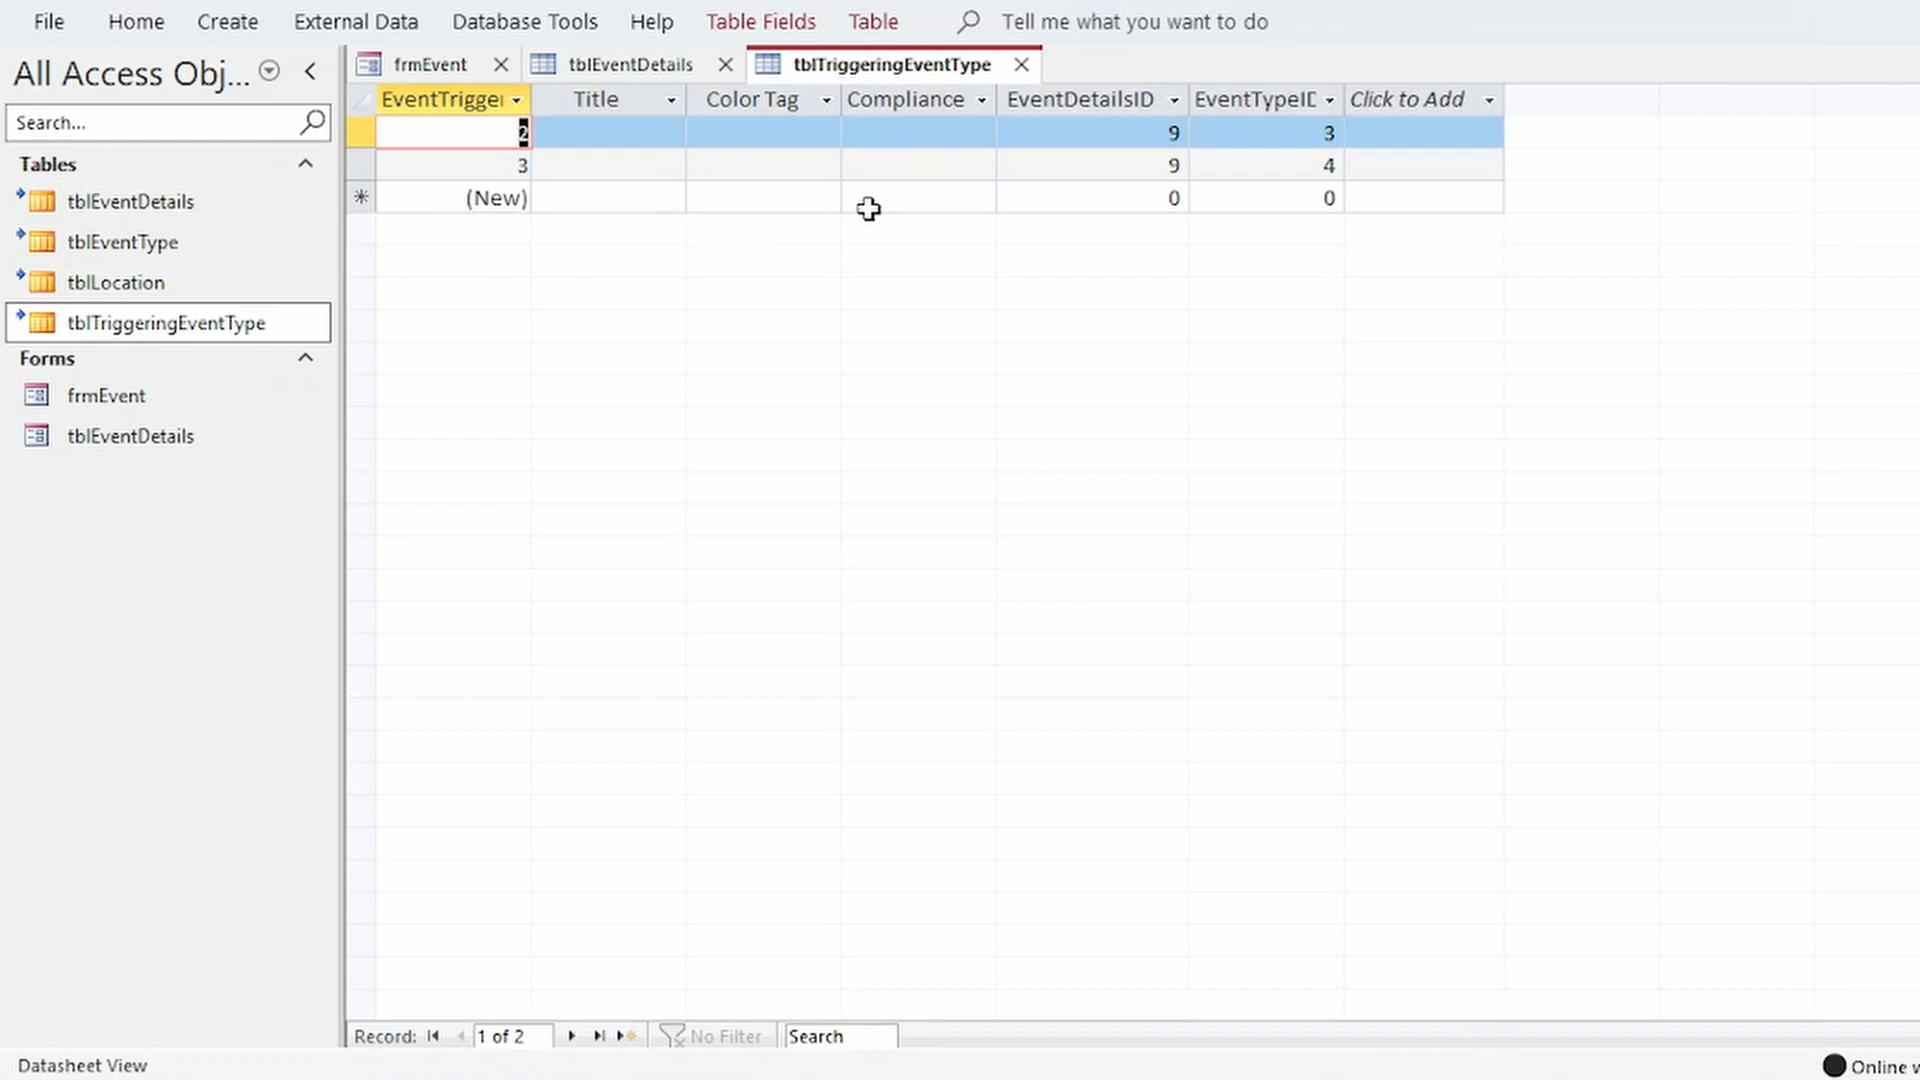 File Home Create External Data Database Tools Help Table Fields Table Tell me what you want to do
All Access Obj...
Search...
Tables
tblEventDetails
tblEventType
tblLocation
tblTriggeringEventType
Forms
frmEvent
tblEventDetails
frmEvent tblEventDetails tblTriggeringEventType
EventTrigger Title Color Tag Compliance EventDetailsID EventTypeID Click to Add
2 9 3
3 9 4
(New) 0 0
Record: 1 of 2 No Filter Search
Datasheet View Online w